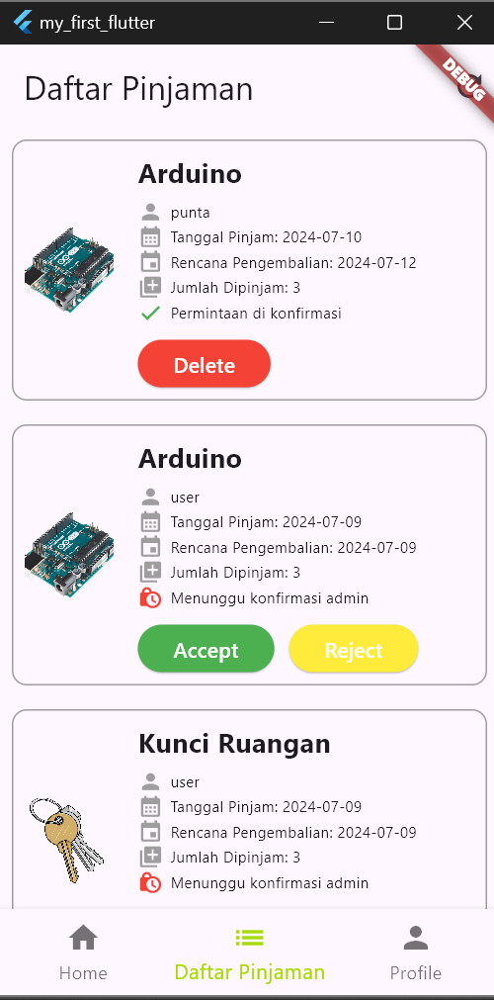 my_first_flutter
Daftar Pinjaman
DEBUG
Arduino
punta
Tanggal Pinjam: 2024-07-10
Rencana Pengembalian: 2024-07-12
Jumlah Dipinjam: 3
Permintaan di konfirmasi
Delete
Arduino
user
Tanggal Pinjam: 2024-07-09
Rencana Pengembalian: 2024-07-09
Jumlah Dipinjam: 3
Menunggu konfirmasi admin
Accept Reject
Kunci Ruangan
user
Tanggal Pinjam: 2024-07-09
Rencana Pengembalian: 2024-07-09
Jumlah Dipinjam: 3
Menunggu konfirmasi admin
Home Daftar Pinjaman Profile